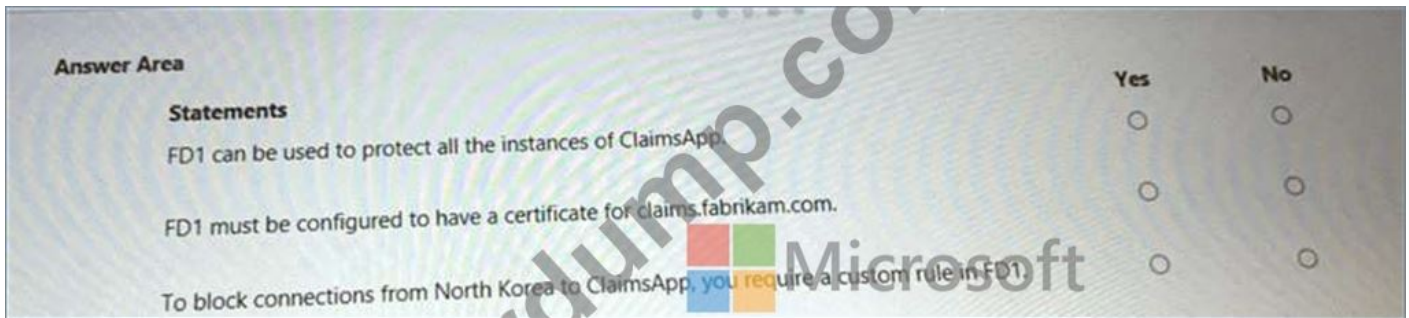 Answer Area
Yes No
Statements
FD1 can be used to protect all the instances of ClaimsApp.
FD1 must be configured to have a certificate for claims.fabrikam.com.
To block connections from North Korea to ClaimsApp, you require a custom rule in FD1.
Microsoft
dump.co